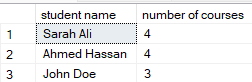 student name number of courses
1 Sarah Ali 4
2 Ahmed Hassan 4
3 John Doe 3